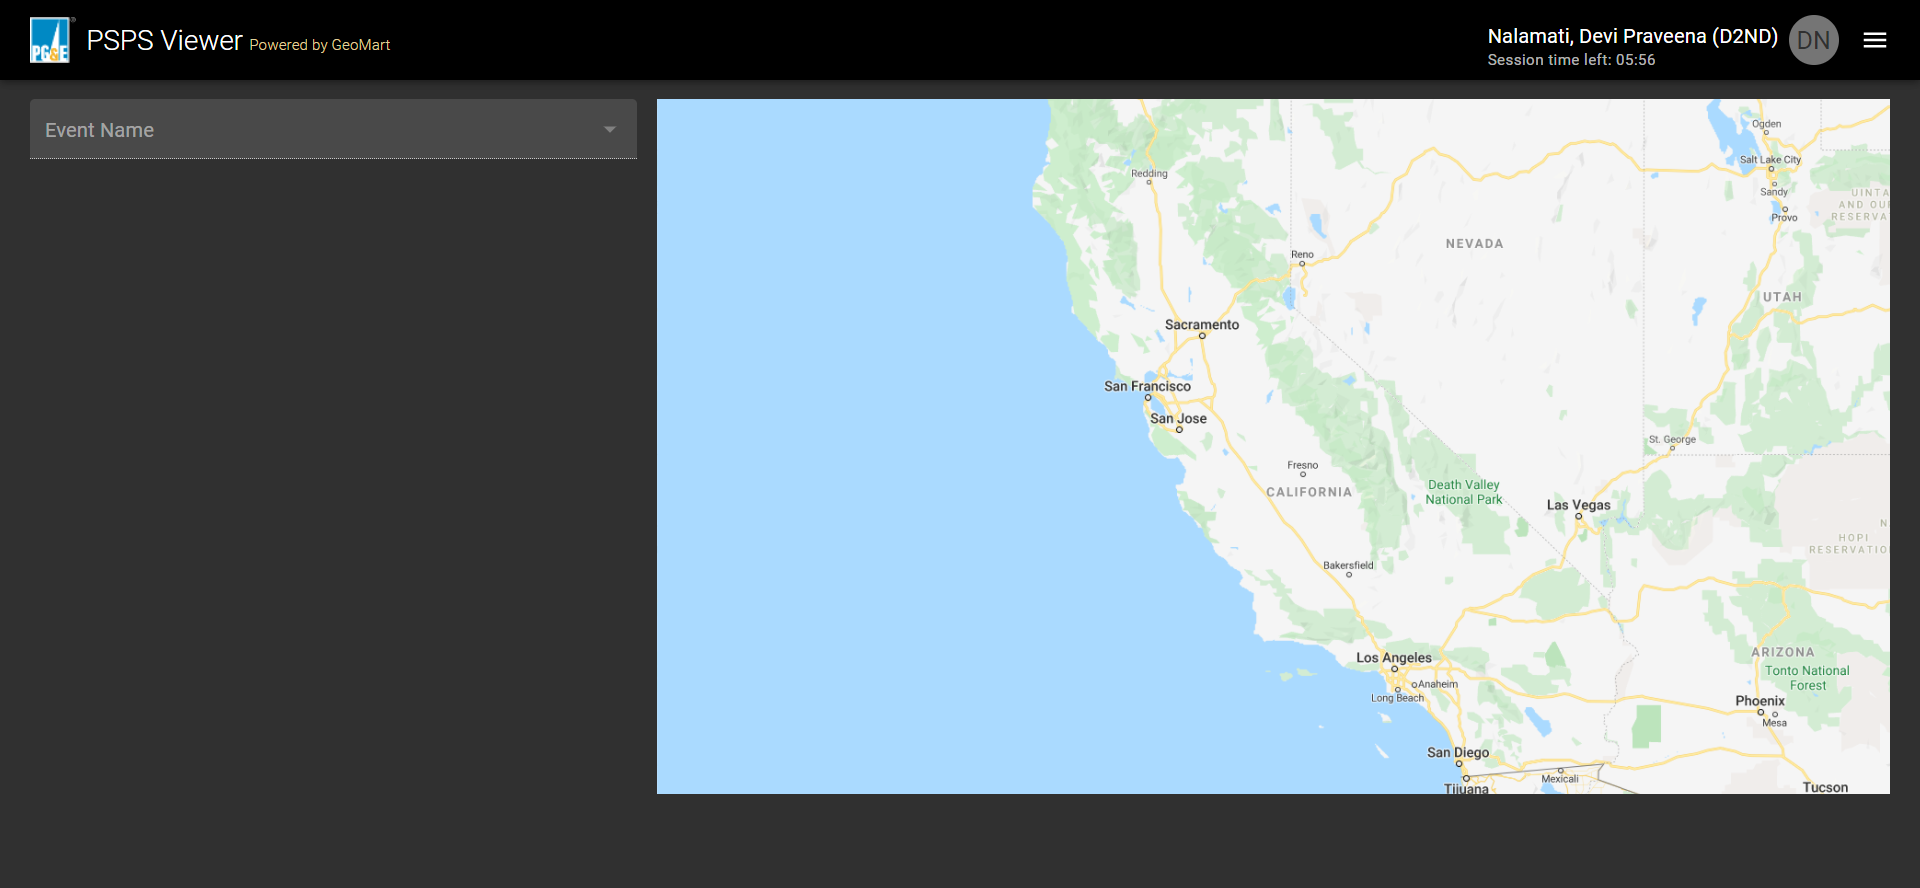 PG&E
®
PSPS Viewer Powered by GeoMart
Nalamati, Devi Praveena (D2ND)
Session time left: 05:56
DN
Event Name
Ogden
Salt Lake City
Redding
Sandy
UINTA
AND OU
RESERVA
Provo
NEVADA
Reno
UTAH
Sacramento
San Francisco
San Jose
St. George
Fresno
CALIFORNIA
Death Valley
National Park
Las Vegas
N
HOPI
RESERVATIO
Bakersfield
ARIZONA
Los Angeles
Tonto National
Forest
Anaheim
Long Beach
Phoenix
Mesa
San Diego
Mexicali
Tijuana
Tucson